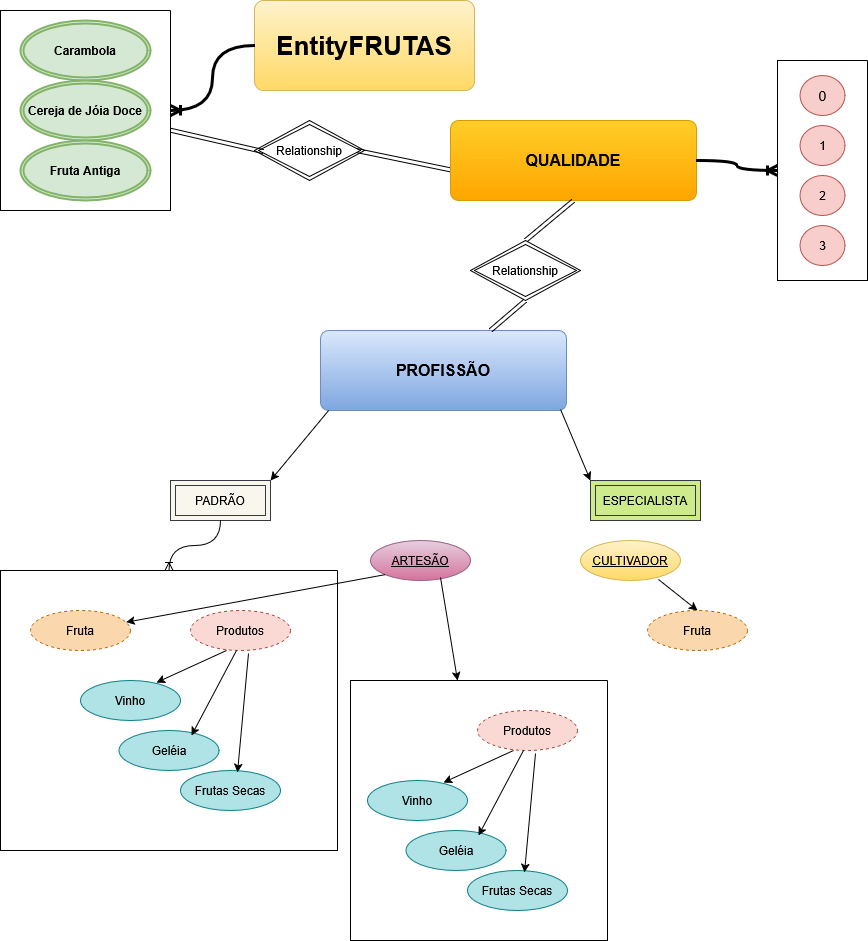 EntityFRUTAS
Carambola
Cereja de Jóia Doce
Fruta Antiga
Relationship
QUALIDADE
0
1
2
3
Relationship
PROFISSÃO
PADRÃO
ESPECIALISTA
ARTESÃO
CULTIVADOR
Fruta
Produtos
Vinho
Geléia
Frutas Secas
Fruta
Produtos
Vinho
Geléia
Frutas Secas